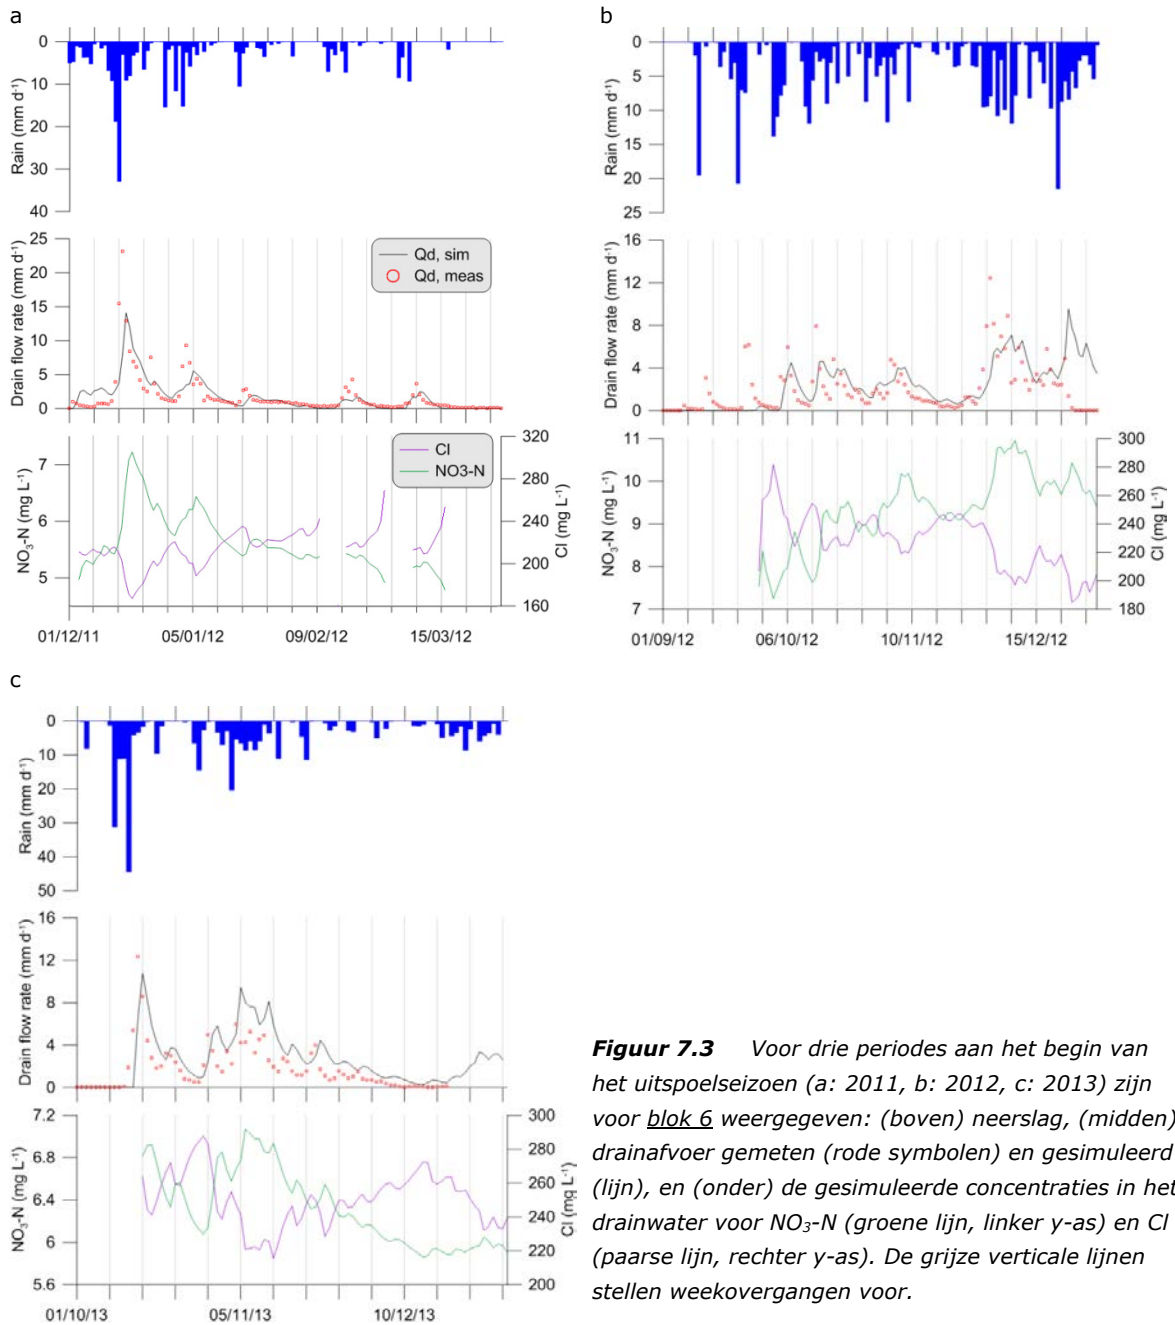 a
0
10
20
30
40
Rain (mm d-1)
25
20
15
10
5
0
Drain flow rate (mm d-1)
Qd, sim
Qd, meas
7
6
5
NO3-N (mg L-1)
Cl
NO3-N
320
280
240
200
160
Cl (mg L-1)
01/12/11 05/01/12 09/02/12 15/03/12
b
0
5
10
15
20
25
Rain (mm d-1)
16
12
8
4
0
Drain flow rate (mm d-1)
11
10
9
8
7
NO3-N (mg L-1)
300
280
260
240
220
200
180
Cl (mg L-1)
01/09/12 06/10/12 10/11/12 15/12/12
c
0
10
20
30
40
50
Rain (mm d-1)
16
12
8
4
0
Drain flow rate (mm d-1)
7.2
6.8
6.4
6
5.6
NO3-N (mg L-1)
300
280
260
240
220
200
Cl (mg L-1)
01/10/13 05/11/13 10/12/13
Figuur 7.3 Voor drie periodes aan het begin van
het uitspoelseizoen (a: 2011, b: 2012, c: 2013) zijn
voor blok 6 weergegeven: (boven) neerslag, (midden)
drainafvoer gemeten (rode symbolen) en gesimuleerd
(lijn), en (onder) de gesimuleerde concentraties in het
drainwater voor NO3-N (groene lijn, linker y-as) en Cl
(paarse lijn, rechter y-as). De grijze verticale lijnen
stellen weekovergangen voor.